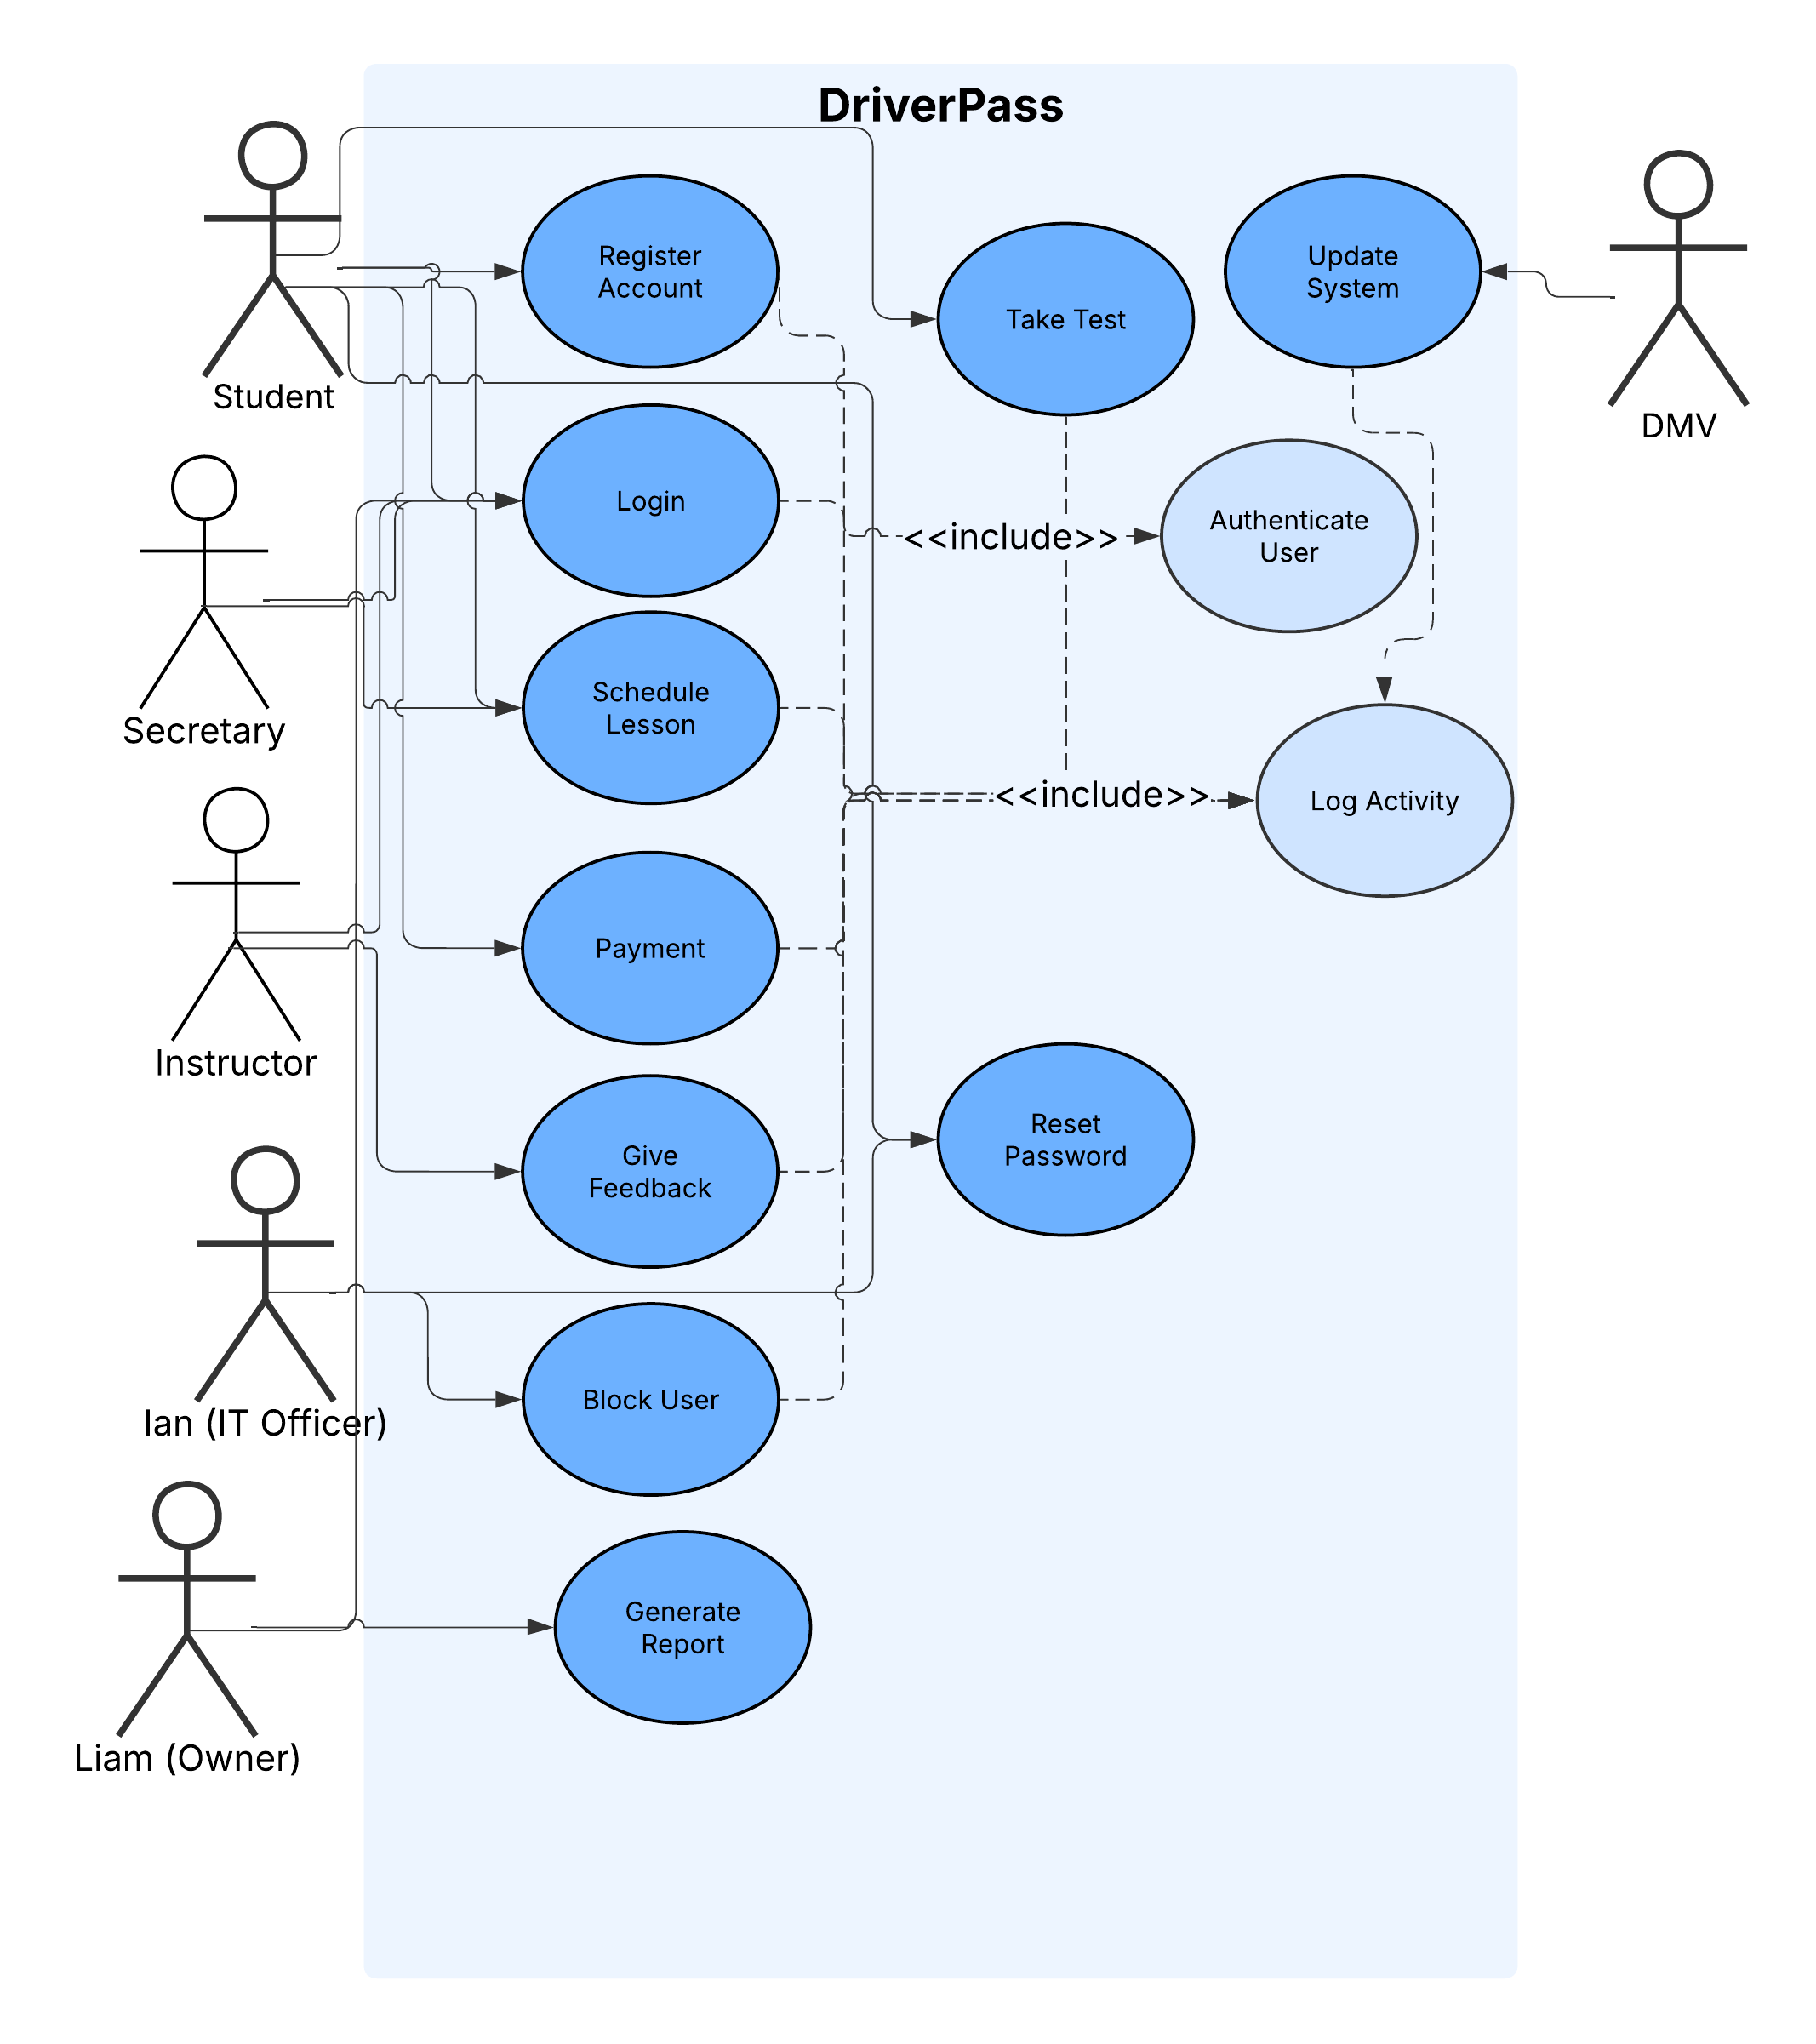 DriverPass
Register
Account
Take Test
Update
System
Student
DMV
Login
<<include>>
Authenticate
User
Secretary
Schedule
Lesson
<<include>>
Log Activity
Payment
Instructor
Reset
Password
Give
Feedback
Ian (IT Officer)
Block User
Generate
Report
Liam (Owner)